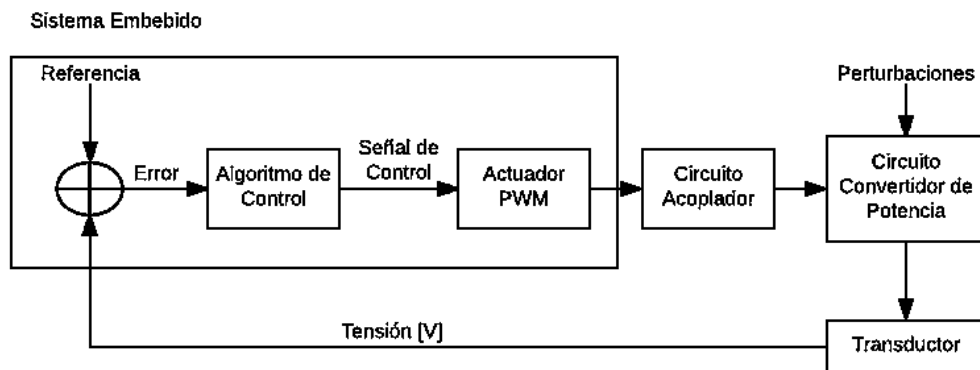 Sistema Embebido
Referencia
Perturbaciones
Error
Algoritmo de
Control
Señal de
Control
Actuador
PWM
Circuito
Acoplador
Circuito
Convertidor de
Potencia
Tensión [V]
Transductor